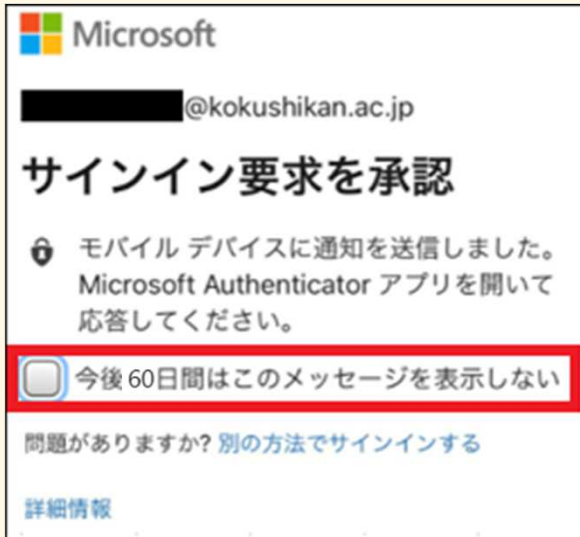 Microsoft
@kokushikan.ac.jp
サインイン要求を承認
モバイル デバイスに通知を送信しました。
Microsoft Authenticator アプリを開いて
応答してください。
今後 60日間はこのメッセージを表示しない
問題がありますか? 別の方法でサインインする
詳細情報